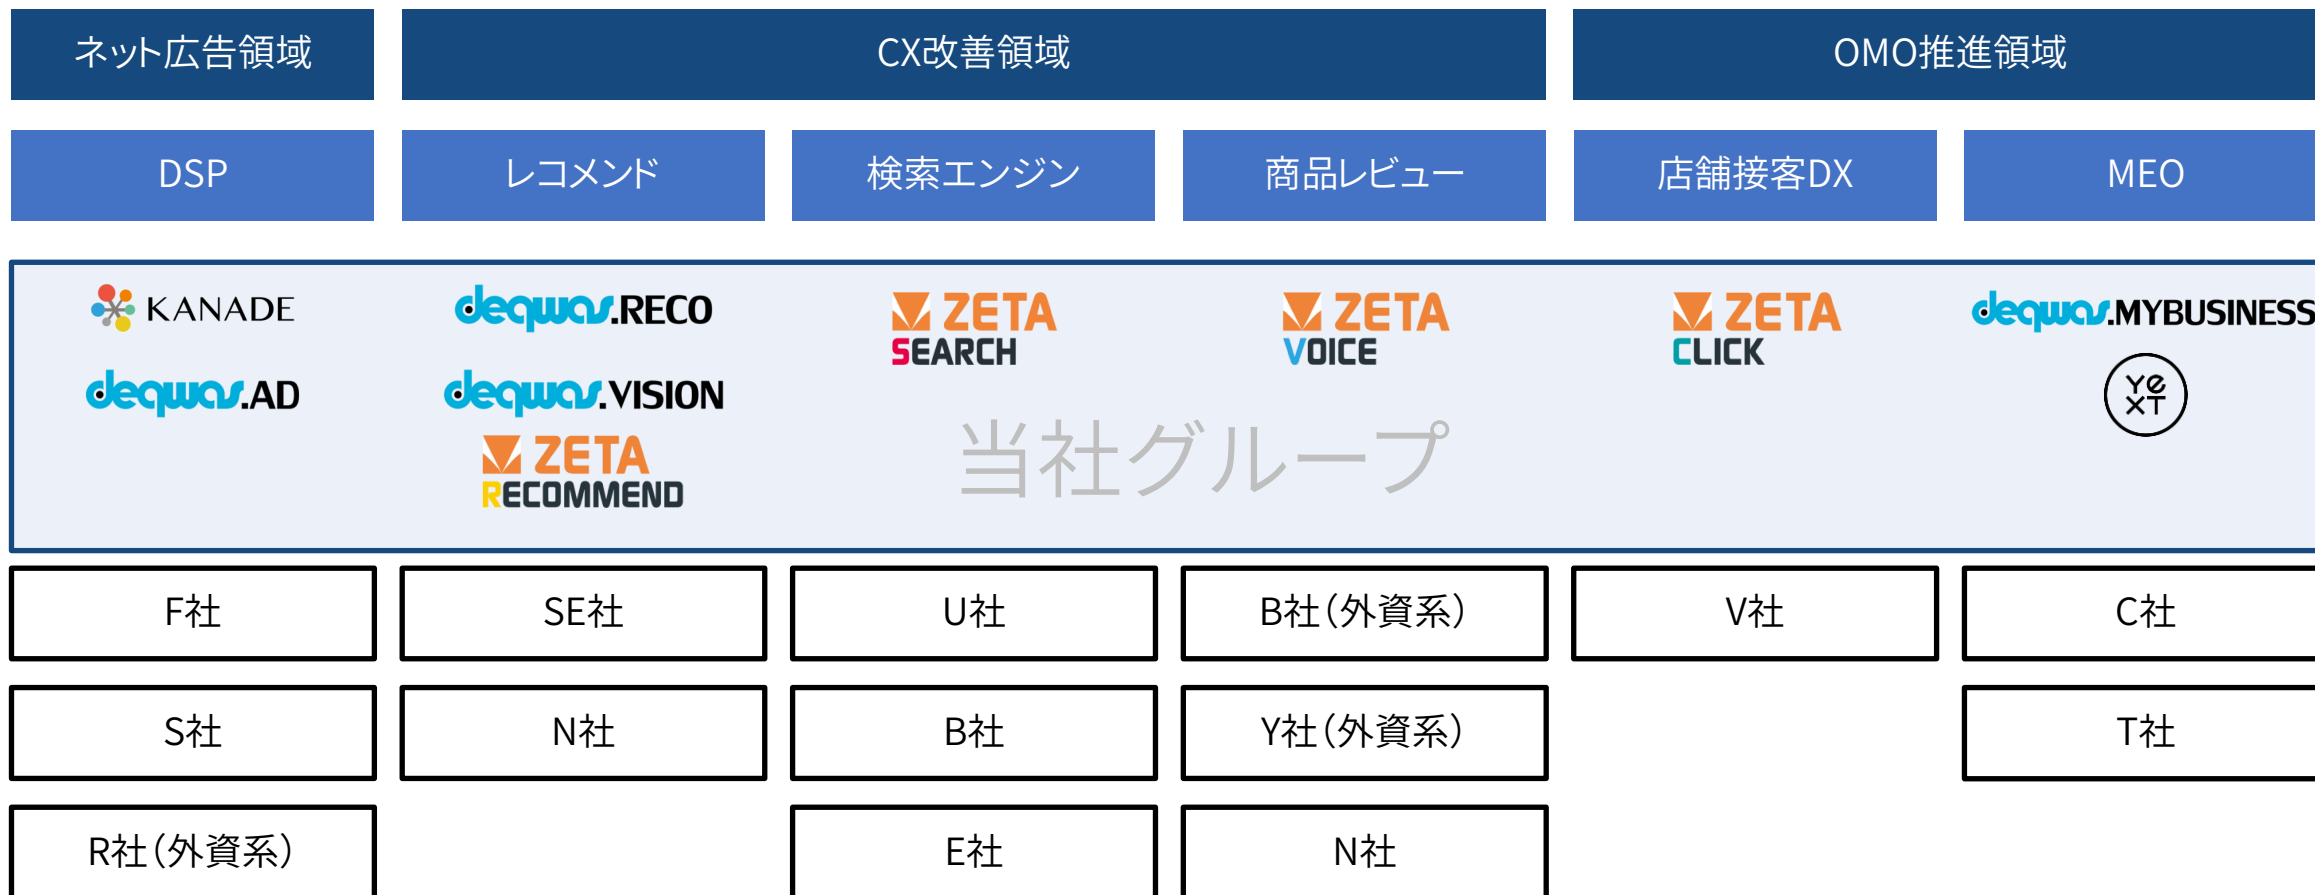 ネット広告領域
CX改善領域
OMO推進領域
DSP
レコメンド
検索エンジン
商品レビュー
店舗接客DX
MEO
KANADE
deqwas.AD
deqwas.RECO
deqwas.VISION
ZETA
RECOMMEND
ZETA
SEARCH
ZETA
VOICE
ZETA
CLICK
deqwas.MYBUSINESS
Ye
xT
当社グループ
F社
SE社
U社
B社（外資系）
V社
C社
S社
N社
B社
Y社（外資系）
T社
R社（外資系）
E社
N社